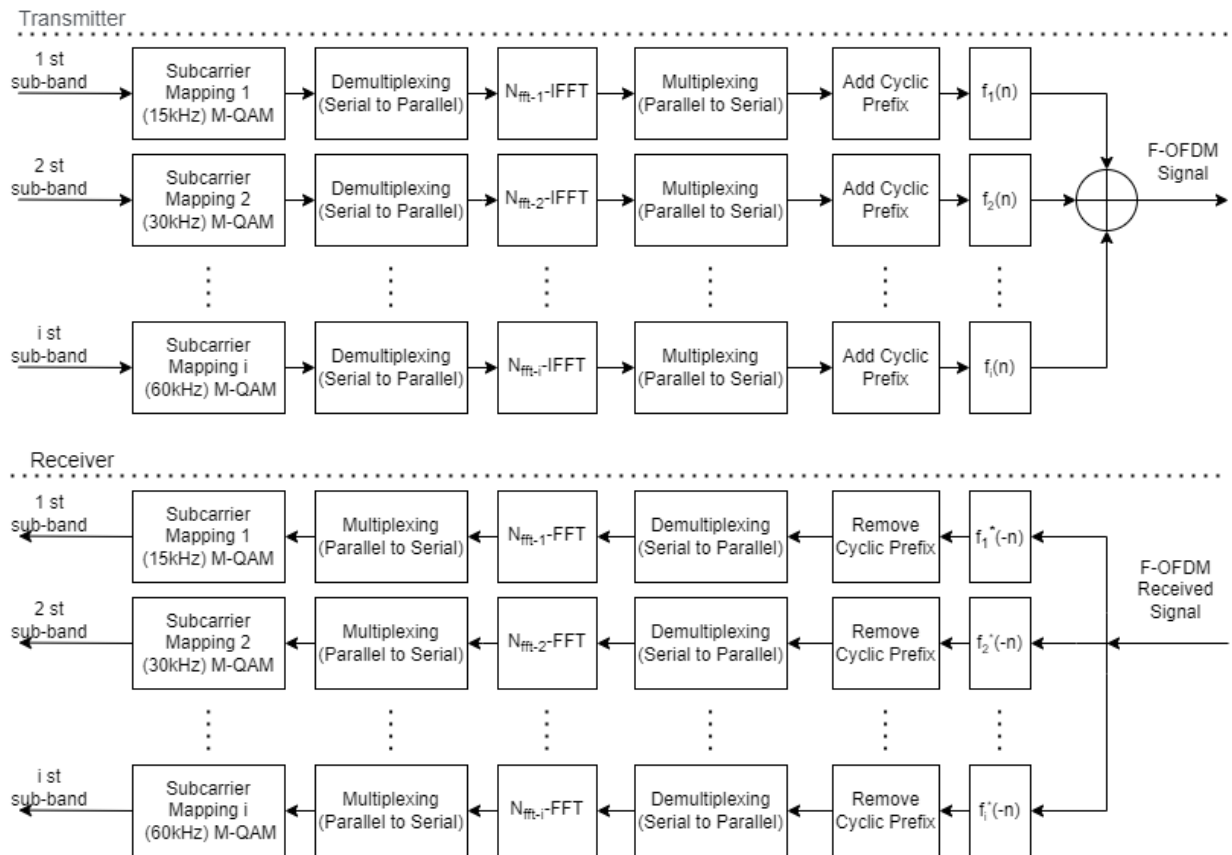 Transmitter
1 st
sub-band
Subcarrier
Mapping 1
(15kHz) M-QAM
Demultiplexing
(Serial to Parallel)
Nfft-1-IFFT
Multiplexing
(Parallel to Serial)
Add Cyclic
Prefix
f1(n)
2 st
sub-band
Subcarrier
Mapping 2
(30kHz) M-QAM
Demultiplexing
(Serial to Parallel)
Nfft-2-IFFT
Multiplexing
(Parallel to Serial)
Add Cyclic
Prefix
f2(n)
F-OFDM
Signal
i st
sub-band
Subcarrier
Mapping i
(60kHz) M-QAM
Demultiplexing
(Serial to Parallel)
Nfft-i-IFFT
Multiplexing
(Parallel to Serial)
Add Cyclic
Prefix
fi(n)
Receiver
1 st
sub-band
Subcarrier
Mapping 1
(15kHz) M-QAM
Multiplexing
(Parallel to Serial)
Nfft-1-FFT
Demultiplexing
(Serial to Parallel)
Remove
Cyclic Prefix
f1*(-n)
F-OFDM
Received
Signal
2 st
sub-band
Subcarrier
Mapping 2
(30kHz) M-QAM
Multiplexing
(Parallel to Serial)
Nfft-2-FFT
Demultiplexing
(Serial to Parallel)
Remove
Cyclic Prefix
f2*(-n)
i st
sub-band
Subcarrier
Mapping i
(60kHz) M-QAM
Multiplexing
(Parallel to Serial)
Nfft-i-FFT
Demultiplexing
(Serial to Parallel)
Remove
Cyclic Prefix
fi*(-n)